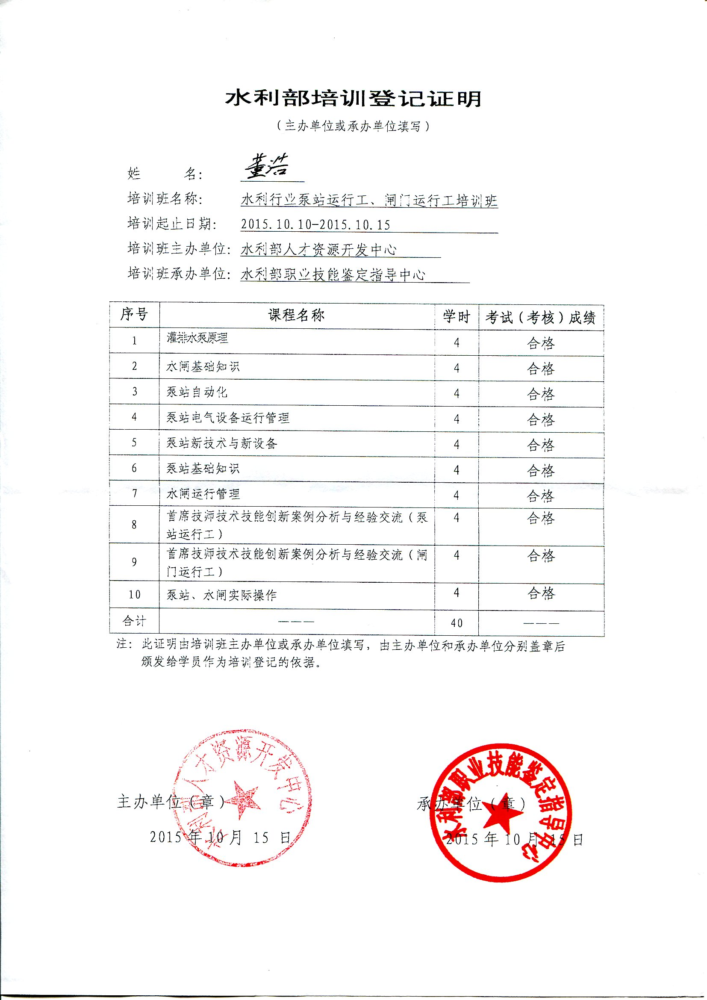 水利部培训登记证明
（主办单位或承办单位填写）
姓 名： 董浩
培训班名称： 水利行业泵站运行工、闸门运行工培训班
培训起止日期： 2015.10.10-2015.10.15
培训班主办单位： 水利部人才资源开发中心
培训班承办单位： 水利部职业技能鉴定指导中心
序号 课程名称 学时 考试（考核）成绩
1 灌排水泵原理 4 合格
2 水闸基础知识 4 合格
3 泵站自动化 4 合格
4 泵站电气设备运行管理 4 合格
5 泵站新技术与新设备 4 合格
6 泵站基础知识 4 合格
7 水闸运行管理 4 合格
8 首席技师技术技能创新案例分析与经验交流（泵 4 合格
站运行工）
9 首席技师技术技能创新案例分析与经验交流（闸 4 合格
门运行工）
10 泵站、水闸实际操作 4 合格
合计 ——— 40 ———
注： 此证明由培训班主办单位或承办单位填写，由主办单位和承办单位分别盖章后
颁发给学员作为培训登记的依据。
水利部人才资源开发中心
主办单位（章）
2015 年 10 月 15 日
水利部职业技能鉴定指导中心
承办单位（章）
2015 年 10 月 15 日